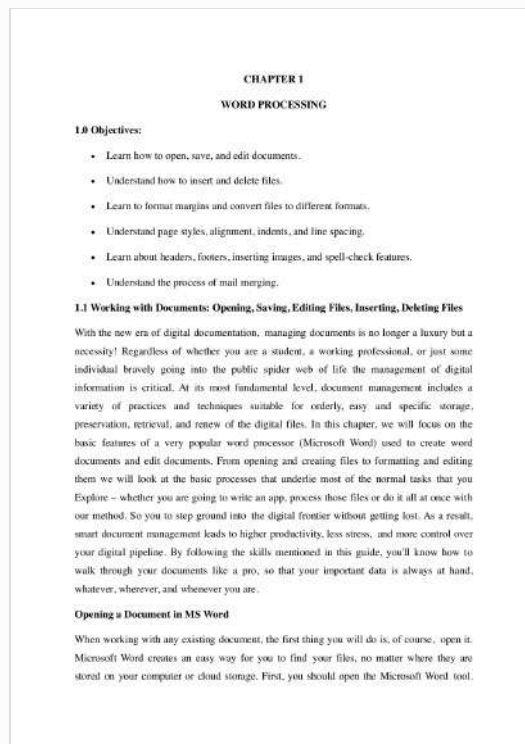 CHAPTER 1
WORD PROCESSING
1.0 Objectives:
• Learn how to open, save, and edit documents.
• Understand how to insert and delete files.
• Learn to format margins and convert files to different formats.
• Understand page styles, alignment, indents, and line spacing.
• Learn about headers, footers, inserting images, and spell-check features.
• Understand the process of mail merging.
1.1 Working with Documents: Opening, Saving, Editing Files, Inserting, Deleting Files
With the new era of digital documentation, managing documents is no longer a luxury but a
necessity! Regardless of whether you are a student, a working professional, or just some
individual bravely going into the public spider web of life the management of digital
information is critical. At its most fundamental level, document management includes a
variety of practices and techniques suitable for orderly, easy and specific storage,
preservation, retrieval, and renew of the digital files. In this chapter, we will focus on the
basic features of a very popular word processor (Microsoft Word) used to create word
documents and edit documents. From opening and creating files to formatting and editing
them we will look at the basic processes that underlie most of the normal tasks that you
Explore – whether you are going to write an app, process those files or do it all at once with
our method. So you to step ground into the digital frontier without getting lost. As a result,
smart document management leads to higher productivity, less stress, and more control over
your digital pipeline. By following the skills mentioned in this guide, you'll know how to
walk through your documents like a pro, so that your important data is always at hand,
whatever, wherever, and whenever you are.
Opening a Document in MS Word
When working with any existing document, the first thing you will do is, of course, open it.
Microsoft Word creates an easy way for you to find your files, no matter where they are
stored on your computer or cloud storage. First, you should open the Microsoft Word tool.